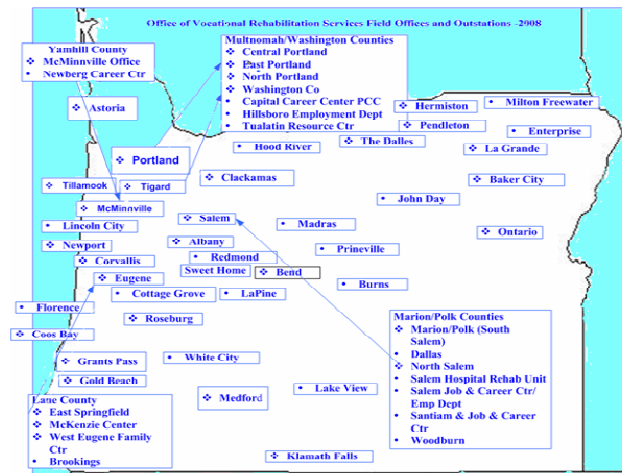 Office of Vocational Rehabilitation Services Field Offices and Outstations -2008
Yamhill County
❖ McMinnville Office
• Newberg Career Ctr
Multnomah/Washington Counties
❖ Central Portland
❖ East Portland
❖ North Portland
❖ Washington Co
• Capital Career Center PCC
• Hillsboro Employment Dept
• Tualatin Resource Ctr
❖ Astoria
❖ Hermiston
• Milton Freewater
❖ Pendleton
• Enterprise
• Hood River
❖ The Dalles
❖ La Grande
❖ Portland
❖ Clackamas
❖ Baker City
❖ Tillamook
❖ Tigard
• John Day
❖ McMinnville
❖ Salem
• Lincoln City
• Madras
❖ Ontario
❖ Newport
❖ Albany
• Prineville
❖ Corvallis
• Redmond
Sweet Home
❖ Bend
❖ Eugene
• Burns
• Cottage Grove
• LaPine
• Florence
❖ Roseburg
❖ Coos Bay
❖ Grants Pass
• White City
❖ Gold Beach
❖ Medford
• Lake View
❖ Klamath Falls
Lane County
❖ East Springfield
❖ McKenzie Center
❖ West Eugene Family
Ctr
• Brookings
Marion/Polk Counties
❖ Marion/Polk (South
Salem)
• Dallas
❖ North Salem
• Salem Hospital Rehab Unit
• Salem Job & Career Ctr/
Emp Dept
• Santiam & Job & Career
Ctr
• Woodburn